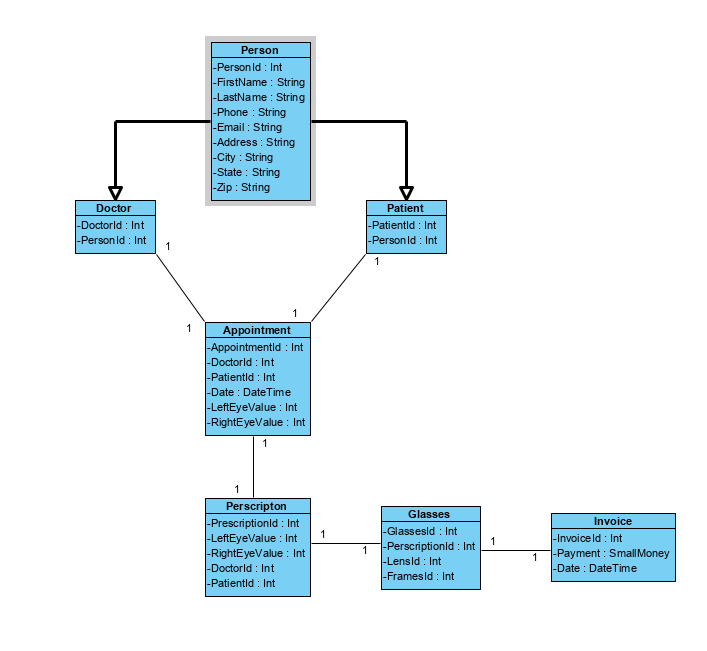 Person
-PersonId : Int
-FirstName : String
-LastName : String
-Phone : String
-Email : String
-Address : String
-City : String
-State : String
-Zip : String
Doctor
-DoctorId : Int
-PersonId : Int
Patient
-PatientId : Int
-PersonId : Int
1
1
1
1
Appointment
-AppointmentId : Int
-DoctorId : Int
-PatientId : Int
-Date : DateTime
-LeftEyeValue : Int
-RightEyeValue : Int
1
1
Perscripton
-PrescriptionId : Int
-LeftEyeValue : Int
-RightEyeValue : Int
-DoctorId : Int
-PatientId : Int
1
1
Glasses
-GlassesId : Int
-PerscriptionId : Int
-LensId : Int
-FramesId : Int
1
1
Invoice
-InvoiceId : Int
-Payment : SmallMoney
-Date : DateTime